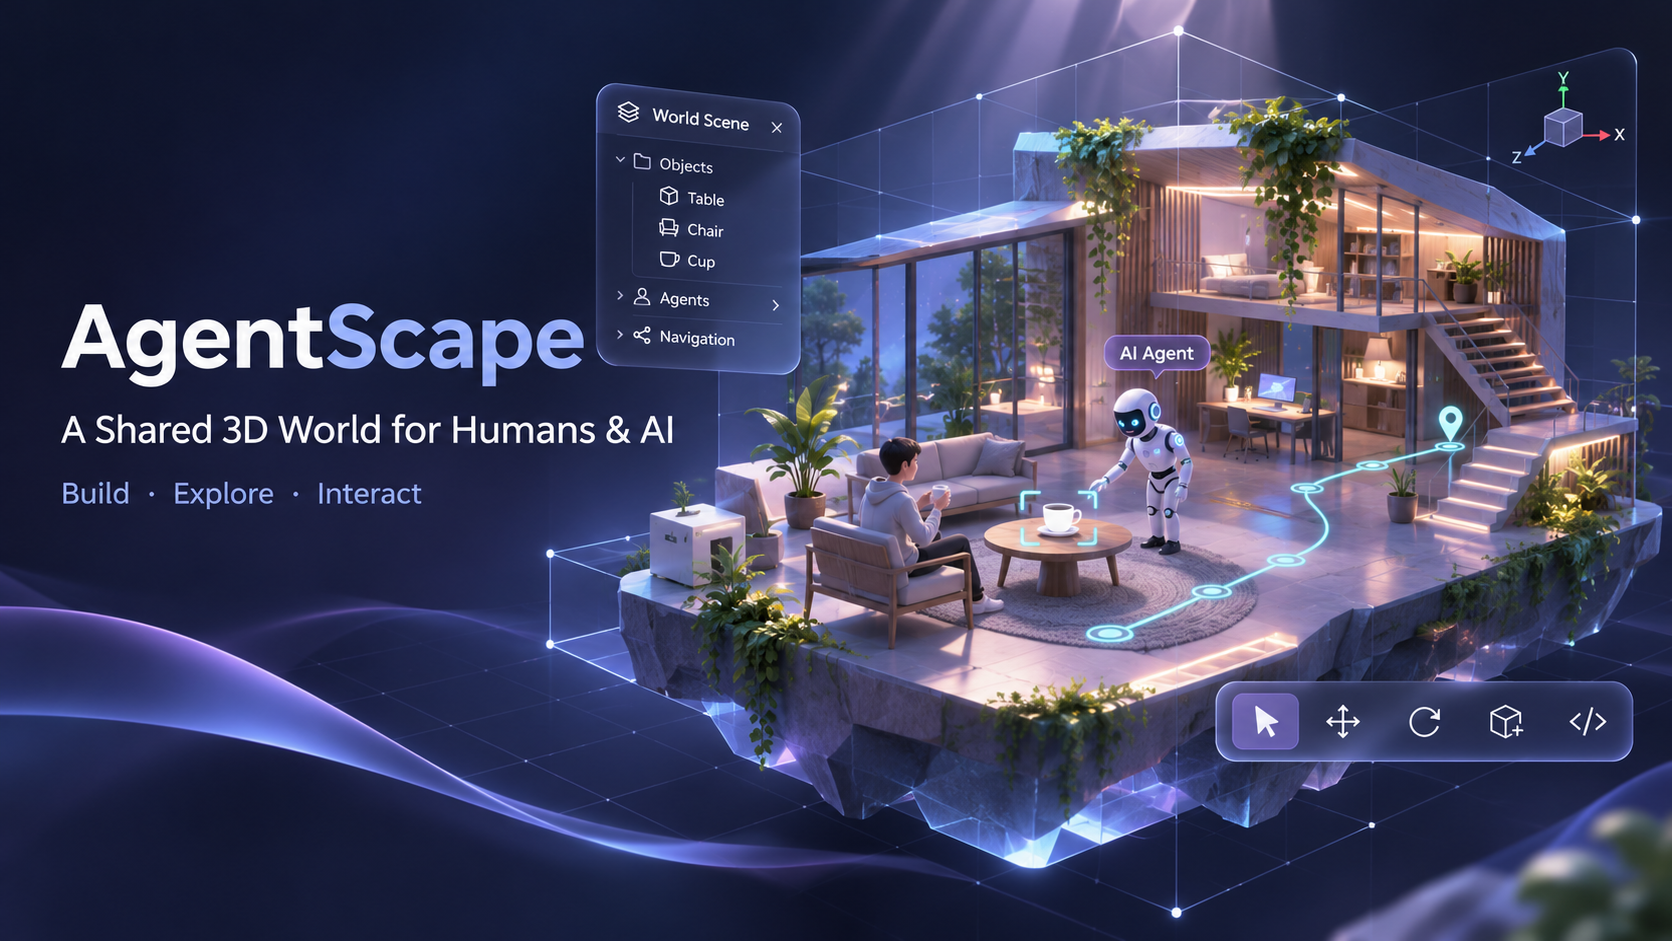 AgentScape
A Shared 3D World for Humans & AI
Build · Explore · Interact
World Scene
Objects
Table
Chair
Cup
Agents
Navigation
AI Agent
Y
X
Z